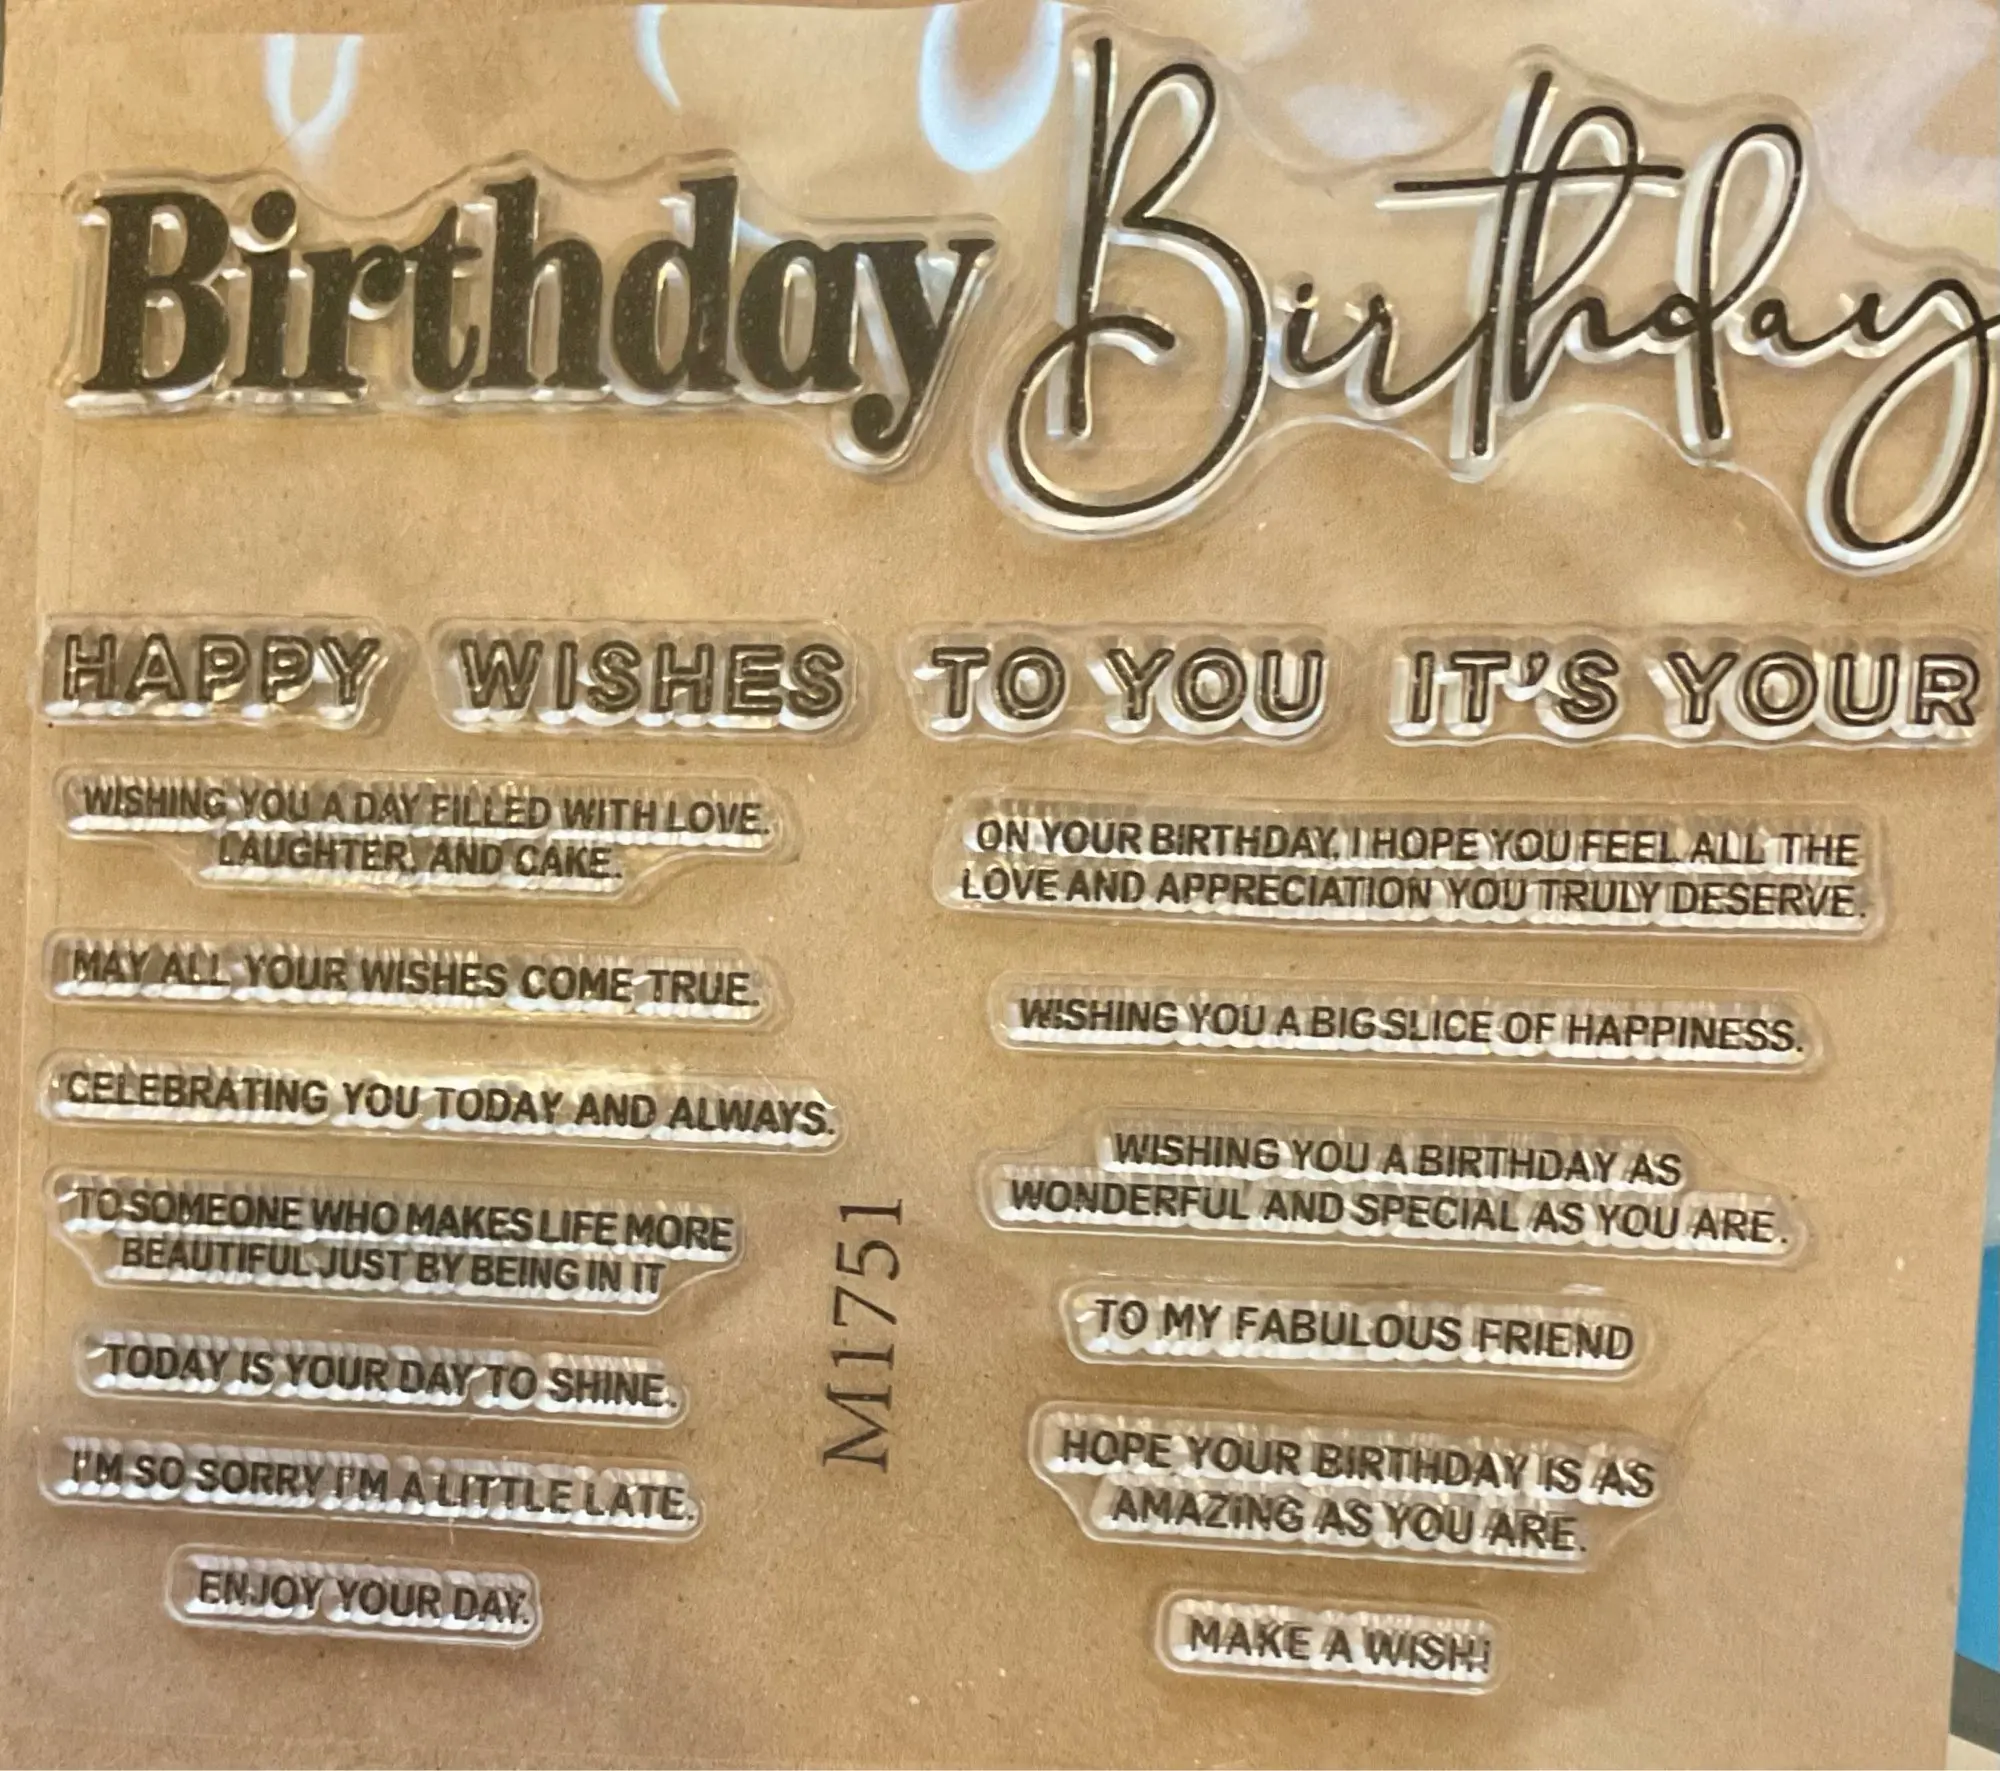 Birthday Birthday
HAPPY WISHES TO YOU IT'S YOUR
WISHING YOU A DAY FILLED WITH LOVE,
LAUGHTER, AND CAKE.
MAY ALL YOUR WISHES COME TRUE.
CELEBRATING YOU TODAY AND ALWAYS.
TO SOMEONE WHO MAKES LIFE MORE
BEAUTIFUL JUST BY BEING IN IT
TODAY IS YOUR DAY TO SHINE.
I'M SO SORRY I'M A LITTLE LATE.
ENJOY YOUR DAY.
M1751
ON YOUR BIRTHDAY, I HOPE YOU FEEL ALL THE
LOVE AND APPRECIATION YOU TRULY DESERVE.
WISHING YOU A BIG SLICE OF HAPPINESS.
WISHING YOU A BIRTHDAY AS
WONDERFUL AND SPECIAL AS YOU ARE.
TO MY FABULOUS FRIEND
HOPE YOUR BIRTHDAY IS AS
AMAZING AS YOU ARE.
MAKE A WISH!